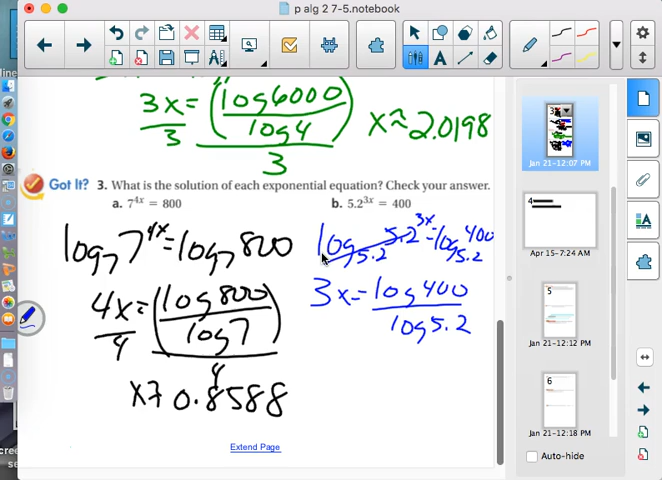 p alg 2 7-5.notebook
3x = (log6000 / log4)
3 3
x≈2.0198
Got It? 3. What is the solution of each exponential equation? Check your answer.
a. 7^4x = 800 b. 5.2^3x = 400
log₇7^4x = log₇800
4x = (log800 / log7)
4 4
x≈0.8588
log5.2 5.2^3x = log5.2 400
3x = log400 / log5.2
Extend Page
Jan 21-12:07 PM
4
Apr 15-7:24 AM
5
Jan 21-12:12 PM
6
Jan 21-12:18 PM
Auto-hide